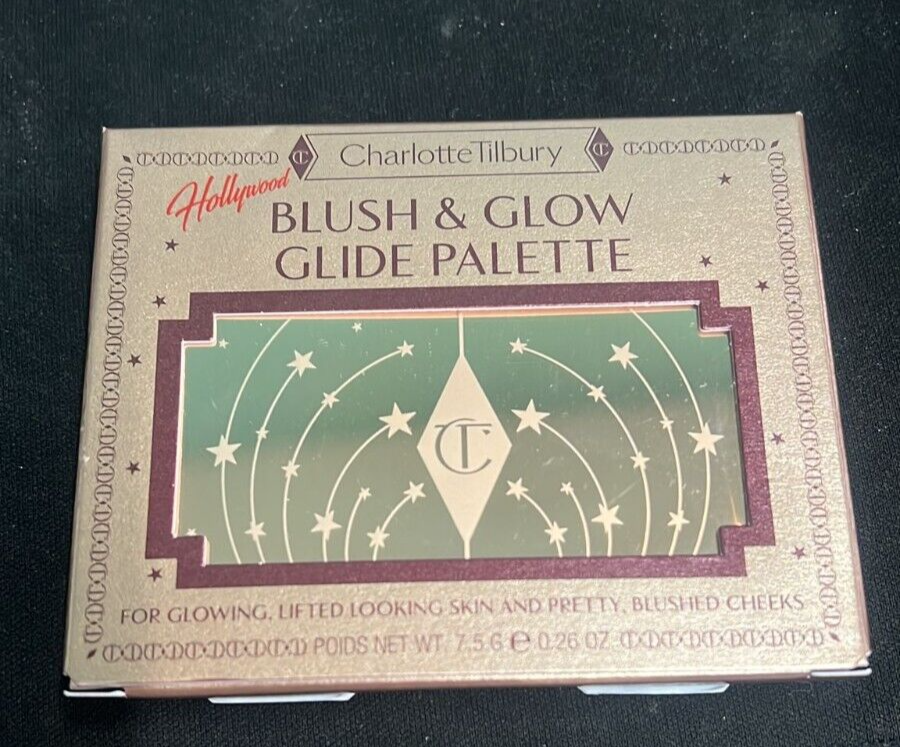 CharlotteTilbury
Hollywood
BLUSH & GLOW
GLIDE PALETTE
CT
FOR GLOWING, LIFTED LOOKING SKIN AND PRETTY, BLUSHED CHEEKS
POIDS NET WT. 7.5 G ℮ 0.26 OZ